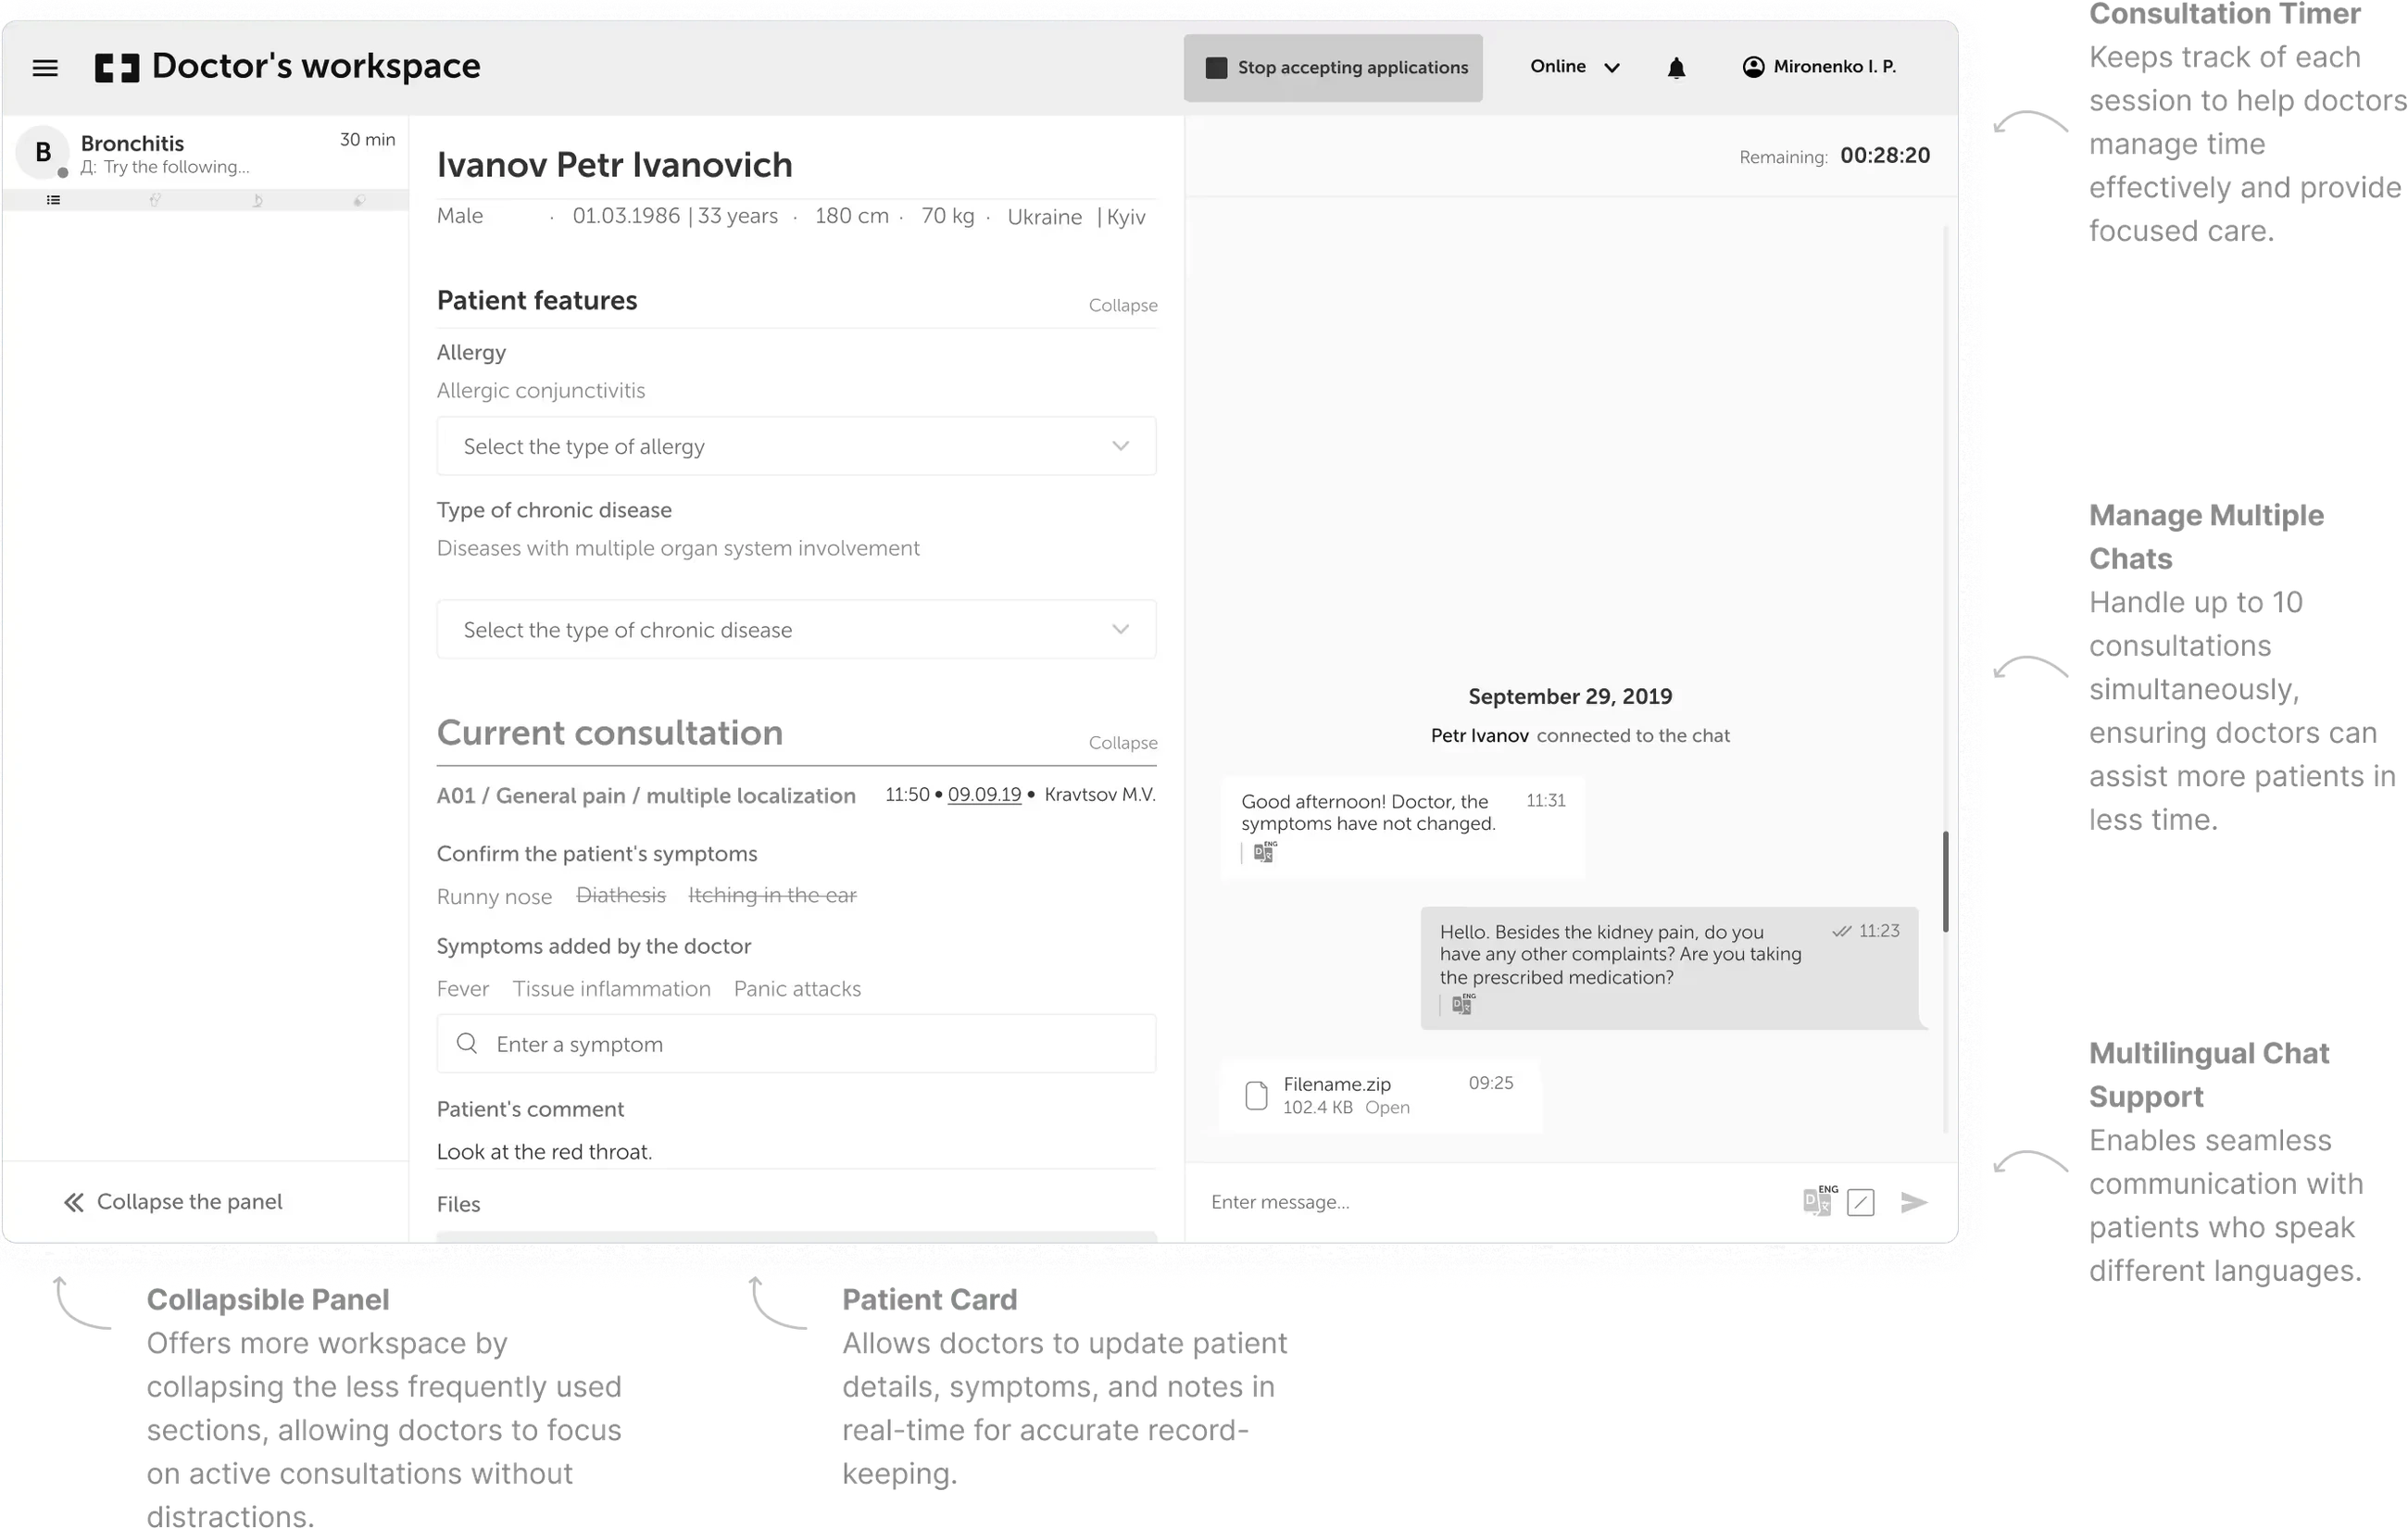 Doctor's workspace
Stop accepting applications
Online
Mironenko I. P.
B
Bronchitis
30 min
Д: Try the following...
Collapse the panel
Ivanov Petr Ivanovich
Male · 01.03.1986 | 33 years · 180 cm · 70 kg · Ukraine | Kyiv
Patient features
Collapse
Allergy
Allergic conjunctivitis
Select the type of allergy
Type of chronic disease
Diseases with multiple organ system involvement
Select the type of chronic disease
Current consultation
Collapse
A01 / General pain / multiple localization
11:50 • 09.09.19 • Kravtsov M.V.
Confirm the patient's symptoms
Runny nose Diathesis Itching in the ear
Symptoms added by the doctor
Fever Tissue inflammation Panic attacks
Enter a symptom
Patient's comment
Look at the red throat.
Files
Remaining: 00:28:20
September 29, 2019
Petr Ivanov connected to the chat
Good afternoon! Doctor, the
symptoms have not changed.
11:31
ENG
Hello. Besides the kidney pain, do you
have any other complaints? Are you taking
the prescribed medication?
11:23
ENG
Filename.zip
102.4 KB Open
09:25
Enter message...
ENG
Consultation Timer
Keeps track of each
session to help doctors
manage time
effectively and provide
focused care.
Manage Multiple
Chats
Handle up to 10
consultations
simultaneously,
ensuring doctors can
assist more patients in
less time.
Multilingual Chat
Support
Enables seamless
communication with
patients who speak
different languages.
Collapsible Panel
Offers more workspace by
collapsing the less frequently used
sections, allowing doctors to focus
on active consultations without
distractions.
Patient Card
Allows doctors to update patient
details, symptoms, and notes in
real-time for accurate record-
keeping.